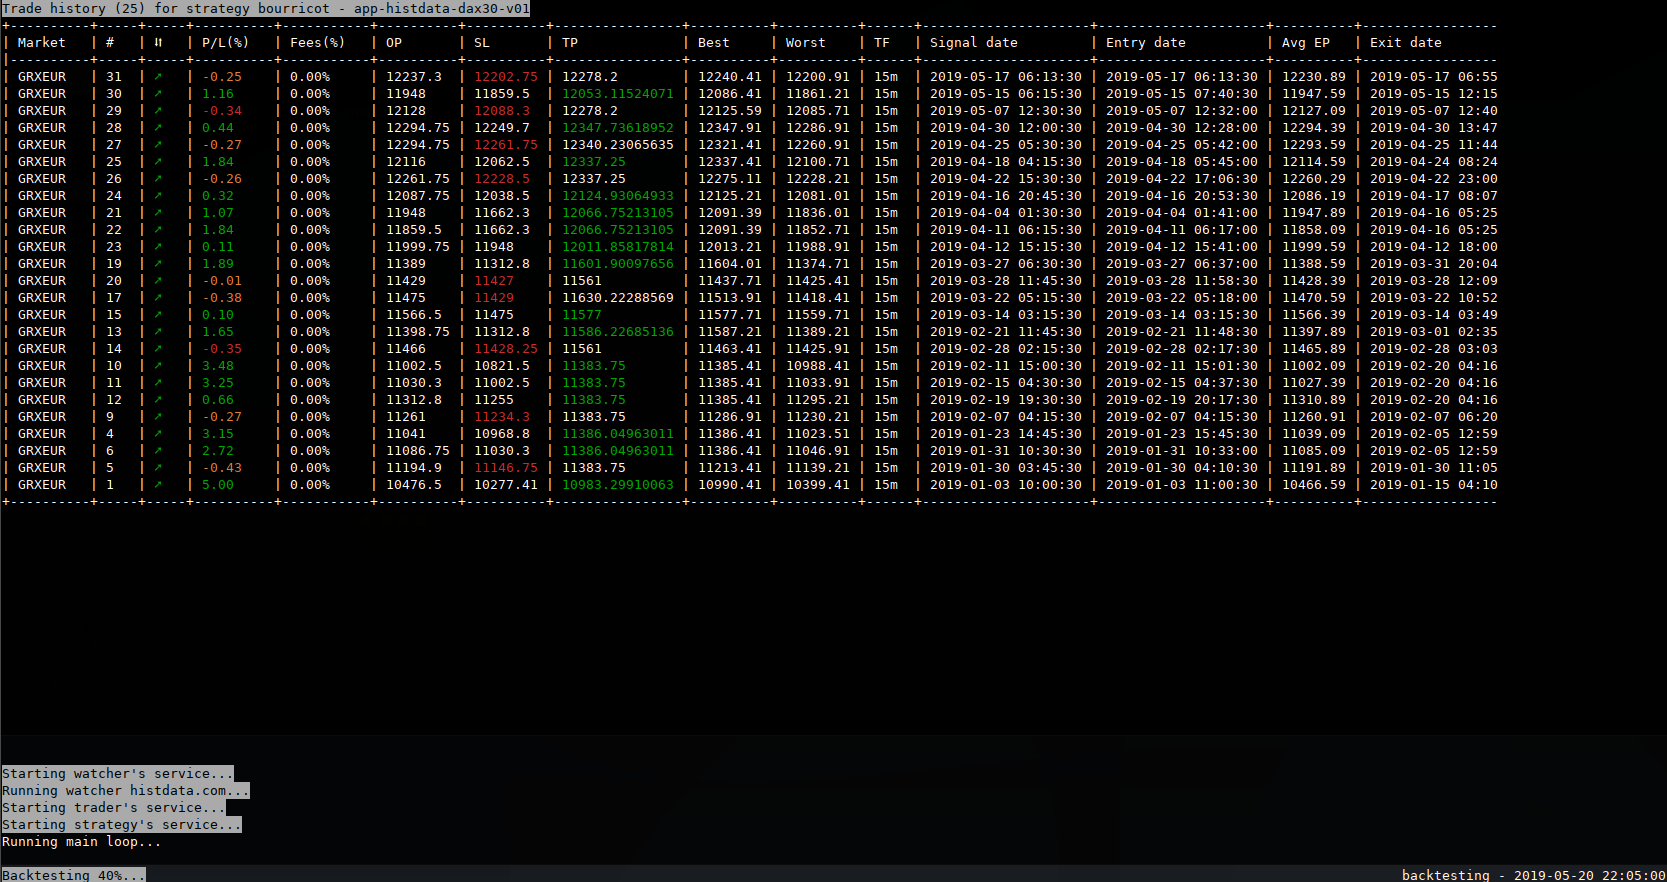 Trade history (25) for strategy bourricot - app-histdata-dax30-v01
+----------+-----+-----+----------+-----------+----------+----------+----------------+----------+----------+------+---------------------+---------------------+----------+----------------
| Market | # | ⇅ | P/L(%) | Fees(%) | OP | SL | TP | Best | Worst | TF | Signal date | Entry date | Avg EP | Exit date
|----------+-----+-----+----------+-----------+----------+----------+----------------+----------+----------+------+---------------------+---------------------+----------+----------------
| GRXEUR | 31 | ➚ | -0.25 | 0.00% | 12237.3 | 12202.75 | 12278.2 | 12240.41 | 12200.91 | 15m | 2019-05-17 06:13:30 | 2019-05-17 06:13:30 | 12230.89 | 2019-05-17 06:55
| GRXEUR | 30 | ➚ | 1.16 | 0.00% | 11948 | 11859.5 | 12053.11524071 | 12086.41 | 11861.21 | 15m | 2019-05-15 06:15:30 | 2019-05-15 07:40:30 | 11947.59 | 2019-05-15 12:15
| GRXEUR | 29 | ➚ | -0.34 | 0.00% | 12128 | 12088.3 | 12278.2 | 12125.59 | 12085.71 | 15m | 2019-05-07 12:30:30 | 2019-05-07 12:32:00 | 12127.09 | 2019-05-07 12:40
| GRXEUR | 28 | ➚ | 0.44 | 0.00% | 12294.75 | 12249.7 | 12347.73618952 | 12347.91 | 12286.91 | 15m | 2019-04-30 12:00:30 | 2019-04-30 12:28:00 | 12294.39 | 2019-04-30 13:47
| GRXEUR | 27 | ➚ | -0.27 | 0.00% | 12294.75 | 12261.75 | 12340.23065635 | 12321.41 | 12260.91 | 15m | 2019-04-25 05:30:30 | 2019-04-25 05:42:00 | 12293.59 | 2019-04-25 11:44
| GRXEUR | 25 | ➚ | 1.84 | 0.00% | 12116 | 12062.5 | 12337.25 | 12337.41 | 12100.71 | 15m | 2019-04-18 04:15:30 | 2019-04-18 05:45:00 | 12114.59 | 2019-04-24 08:24
| GRXEUR | 26 | ➚ | -0.26 | 0.00% | 12261.75 | 12228.5 | 12337.25 | 12275.11 | 12228.21 | 15m | 2019-04-22 15:30:30 | 2019-04-22 17:06:30 | 12260.29 | 2019-04-22 23:00
| GRXEUR | 24 | ➚ | 0.32 | 0.00% | 12087.75 | 12038.5 | 12124.93064933 | 12125.21 | 12081.01 | 15m | 2019-04-16 20:45:30 | 2019-04-16 20:53:30 | 12086.19 | 2019-04-17 08:07
| GRXEUR | 21 | ➚ | 1.07 | 0.00% | 11948 | 11662.3 | 12066.75213105 | 12091.39 | 11836.01 | 15m | 2019-04-04 01:30:30 | 2019-04-04 01:41:00 | 11947.89 | 2019-04-16 05:25
| GRXEUR | 22 | ➚ | 1.84 | 0.00% | 11859.5 | 11662.3 | 12066.75213105 | 12091.39 | 11852.71 | 15m | 2019-04-11 06:15:30 | 2019-04-11 06:17:00 | 11858.09 | 2019-04-16 05:25
| GRXEUR | 23 | ➚ | 0.11 | 0.00% | 11999.75 | 11948 | 12011.85817814 | 12013.21 | 11988.91 | 15m | 2019-04-12 15:15:30 | 2019-04-12 15:41:00 | 11999.59 | 2019-04-12 18:00
| GRXEUR | 19 | ➚ | 1.89 | 0.00% | 11389 | 11312.8 | 11601.90097656 | 11604.01 | 11374.71 | 15m | 2019-03-27 06:30:30 | 2019-03-27 06:37:00 | 11388.59 | 2019-03-31 20:04
| GRXEUR | 20 | ➚ | -0.01 | 0.00% | 11429 | 11427 | 11561 | 11437.71 | 11425.41 | 15m | 2019-03-28 11:45:30 | 2019-03-28 11:58:30 | 11428.39 | 2019-03-28 12:09
| GRXEUR | 17 | ➚ | -0.38 | 0.00% | 11475 | 11429 | 11630.22288569 | 11513.91 | 11418.41 | 15m | 2019-03-22 05:15:30 | 2019-03-22 05:18:00 | 11470.59 | 2019-03-22 10:52
| GRXEUR | 15 | ➚ | 0.10 | 0.00% | 11566.5 | 11475 | 11577 | 11577.71 | 11559.71 | 15m | 2019-03-14 03:15:30 | 2019-03-14 03:15:30 | 11566.39 | 2019-03-14 03:49
| GRXEUR | 13 | ➚ | 1.65 | 0.00% | 11398.75 | 11312.8 | 11586.22685136 | 11587.21 | 11389.21 | 15m | 2019-02-21 11:45:30 | 2019-02-21 11:48:30 | 11397.89 | 2019-03-01 02:35
| GRXEUR | 14 | ➚ | -0.35 | 0.00% | 11466 | 11428.25 | 11561 | 11463.41 | 11425.91 | 15m | 2019-02-28 02:15:30 | 2019-02-28 02:17:30 | 11465.89 | 2019-02-28 03:03
| GRXEUR | 10 | ➚ | 3.48 | 0.00% | 11002.5 | 10821.5 | 11383.75 | 11385.41 | 10988.41 | 15m | 2019-02-11 15:00:30 | 2019-02-11 15:01:30 | 11002.09 | 2019-02-20 04:16
| GRXEUR | 11 | ➚ | 3.25 | 0.00% | 11030.3 | 11002.5 | 11383.75 | 11385.41 | 11033.91 | 15m | 2019-02-15 04:30:30 | 2019-02-15 04:37:30 | 11027.39 | 2019-02-20 04:16
| GRXEUR | 12 | ➚ | 0.66 | 0.00% | 11312.8 | 11255 | 11383.75 | 11385.41 | 11295.21 | 15m | 2019-02-19 19:30:30 | 2019-02-19 20:17:30 | 11310.89 | 2019-02-20 04:16
| GRXEUR | 9 | ➚ | -0.27 | 0.00% | 11261 | 11234.3 | 11383.75 | 11286.91 | 11230.21 | 15m | 2019-02-07 04:15:30 | 2019-02-07 04:15:30 | 11260.91 | 2019-02-07 06:20
| GRXEUR | 4 | ➚ | 3.15 | 0.00% | 11041 | 10968.8 | 11386.04963011 | 11386.41 | 11023.51 | 15m | 2019-01-23 14:45:30 | 2019-01-23 15:45:30 | 11039.09 | 2019-02-05 12:59
| GRXEUR | 6 | ➚ | 2.72 | 0.00% | 11086.75 | 11030.3 | 11386.04963011 | 11386.41 | 11046.91 | 15m | 2019-01-31 10:30:30 | 2019-01-31 10:33:00 | 11085.09 | 2019-02-05 12:59
| GRXEUR | 5 | ➚ | -0.43 | 0.00% | 11194.9 | 11146.75 | 11383.75 | 11213.41 | 11139.21 | 15m | 2019-01-30 03:45:30 | 2019-01-30 04:10:30 | 11191.89 | 2019-01-30 11:05
| GRXEUR | 1 | ➚ | 5.00 | 0.00% | 10476.5 | 10277.41 | 10983.29910063 | 10990.41 | 10399.41 | 15m | 2019-01-03 10:00:30 | 2019-01-03 11:00:30 | 10466.59 | 2019-01-15 04:10
+----------+-----+-----+----------+-----------+----------+----------+----------------+----------+----------+------+---------------------+---------------------+----------+----------------
Starting watcher's service...
Running watcher histdata.com...
Starting trader's service...
Starting strategy's service...
Running main loop...
Backtesting 40%... backtesting - 2019-05-20 22:05:00